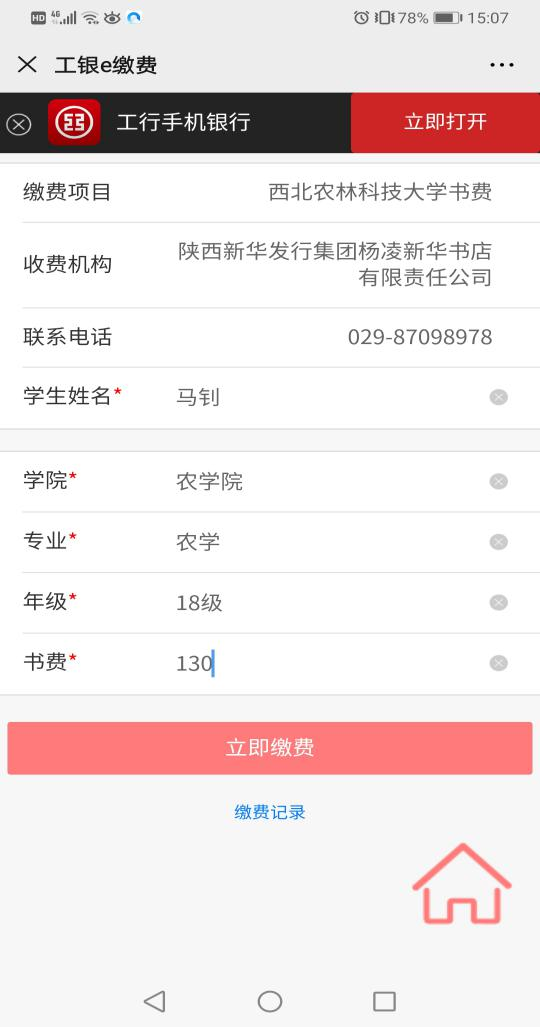 HD 4G 78% 15:07
工银e缴费
工行手机银行 立即打开
缴费项目 西北农林科技大学书费
收费机构 陕西新华发行集团杨凌新华书店
有限责任公司
联系电话 029-87098978
学生姓名* 马钊
学院* 农学院
专业* 农学
年级* 18级
书费* 130
立即缴费
缴费记录